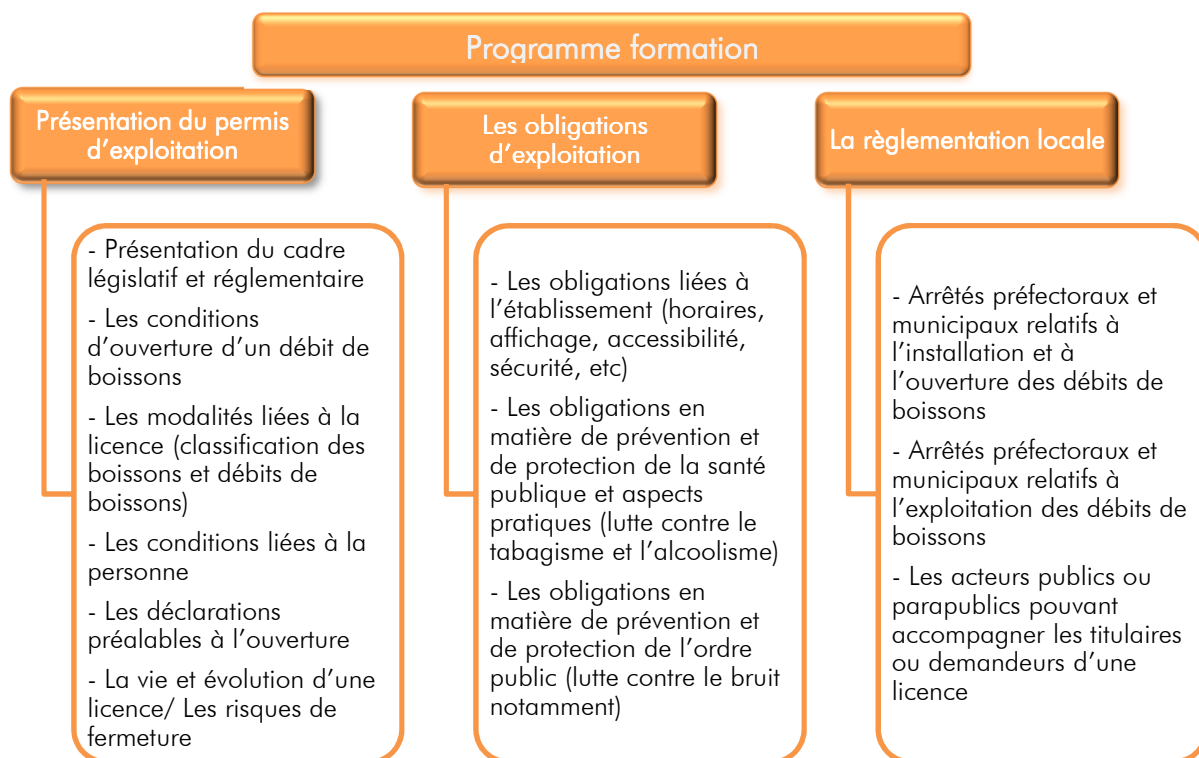 Programme formation
Présentation du permis
d'exploitation
- Présentation du cadre
législatif et réglementaire
- Les conditions
d'ouverture d'un débit de
boissons
- Les modalités liées à la
licence (classification des
boissons et débits de
boissons)
- Les conditions liées à la
personne
- Les déclarations
préalables à l'ouverture
- La vie et évolution d'une
licence/ Les risques de
fermeture
Les obligations
d'exploitation
- Les obligations liées à
l'établissement (horaires,
affichage, accessibilité,
sécurité, etc)
- Les obligations en
matière de prévention et
de protection de la santé
publique et aspects
pratiques (lutte contre le
tabagisme et l'alcoolisme)
- Les obligations en
matière de prévention et
de protection de l'ordre
public (lutte contre le bruit
notamment)
La règlementation locale
- Arrêtés préfectoraux et
municipaux relatifs à
l'installation et à
l'ouverture des débits de
boissons
- Arrêtés préfectoraux et
municipaux relatifs à
l'exploitation des débits de
boissons
- Les acteurs publics ou
parapublics pouvant
accompagner les titulaires
ou demandeurs d'une
licence